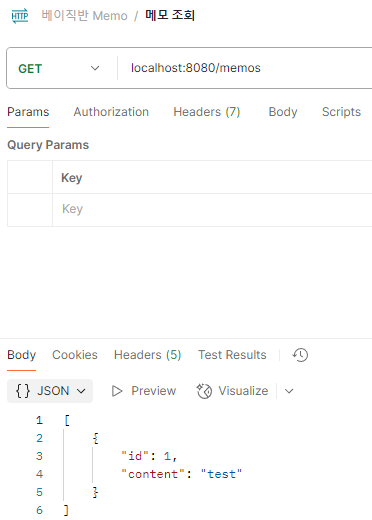 HTTP 베이직반 Memo / 메모 조회
GET localhost:8080/memos
Params Authorization Headers (7) Body Scripts
Query Params
Key
Key
Body Cookies Headers (5) Test Results
{} JSON Preview Visualize
1 [
2 {
3 "id": 1,
4 "content": "test"
5 }
6 ]